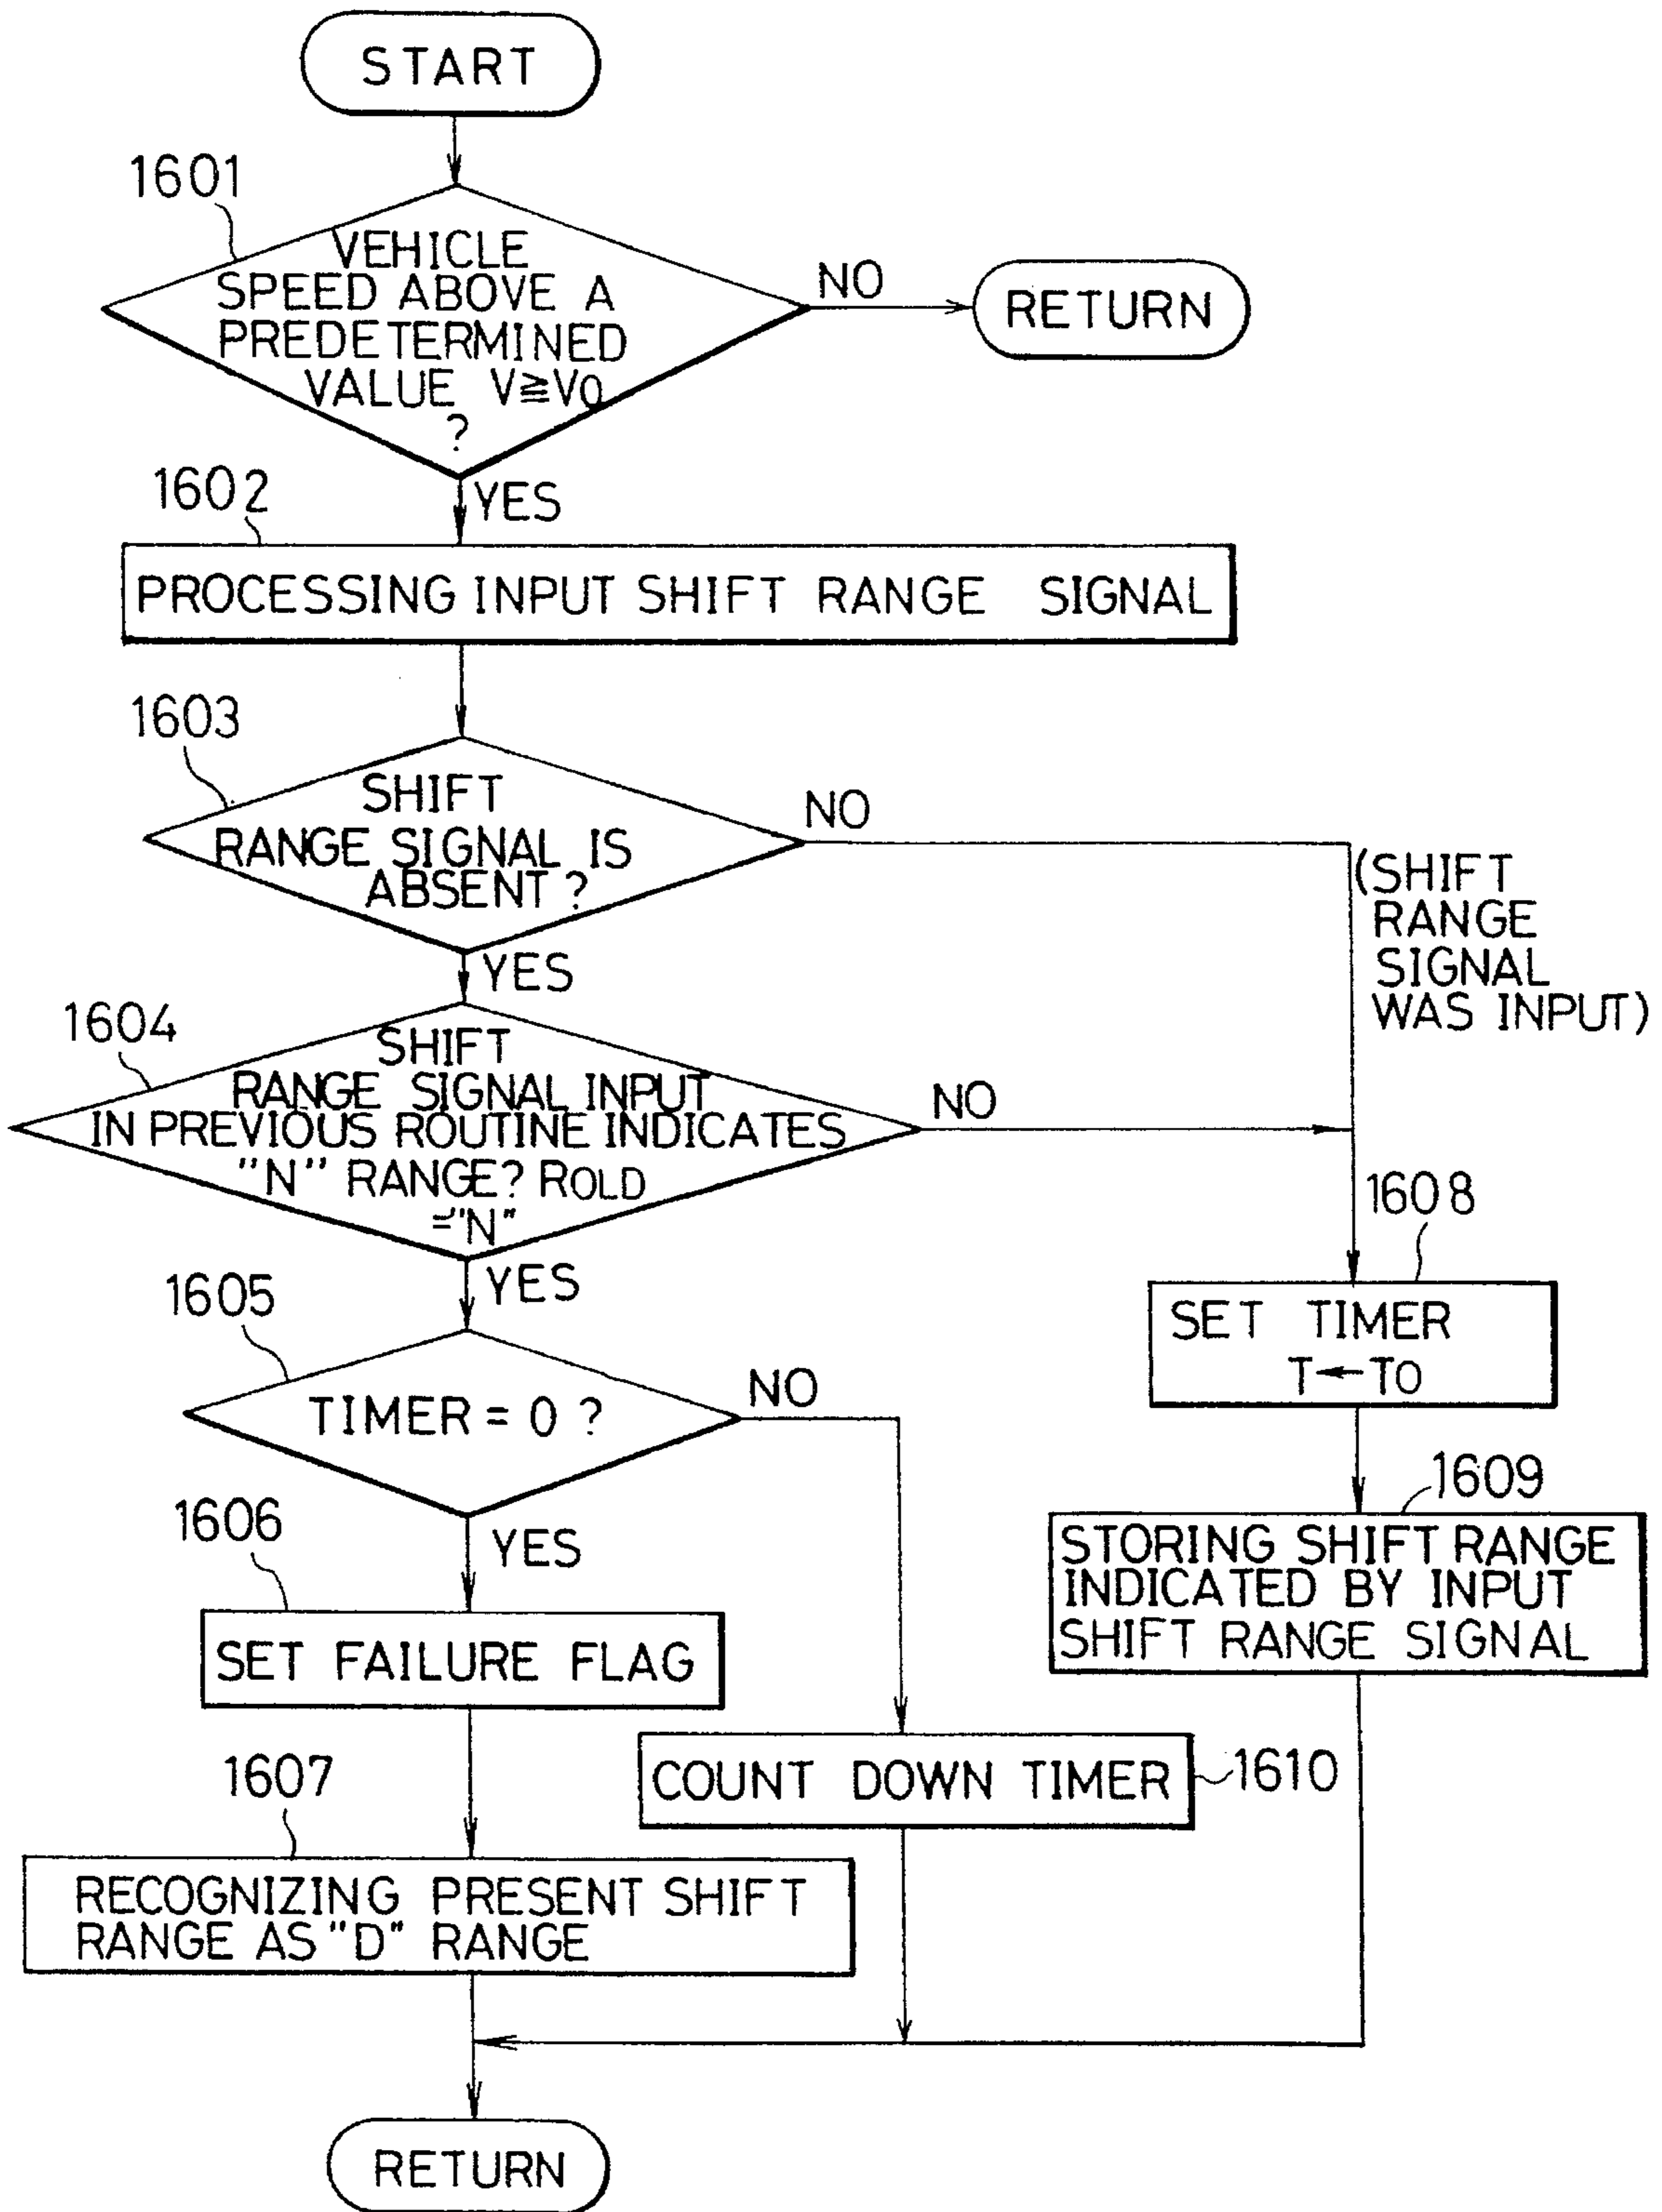 START
1601
VEHICLE
SPEED ABOVE A
PREDETERMINED
VALUE V≧V0
?
NO
RETURN
YES
1602
PROCESSING INPUT SHIFT RANGE SIGNAL
1603
SHIFT
RANGE SIGNAL IS
ABSENT ?
NO
(SHIFT
RANGE
SIGNAL
WAS INPUT)
YES
1604
SHIFT
RANGE SIGNAL INPUT
IN PREVIOUS ROUTINE INDICATES
"N" RANGE? ROLD
="N"
NO
YES
1608
SET TIMER
T←T0
1605
TIMER = 0 ?
NO
YES
1609
STORING SHIFT RANGE
INDICATED BY INPUT
SHIFT RANGE SIGNAL
1606
SET FAILURE FLAG
COUNT DOWN TIMER
1610
1607
RECOGNIZING PRESENT SHIFT
RANGE AS "D" RANGE
RETURN